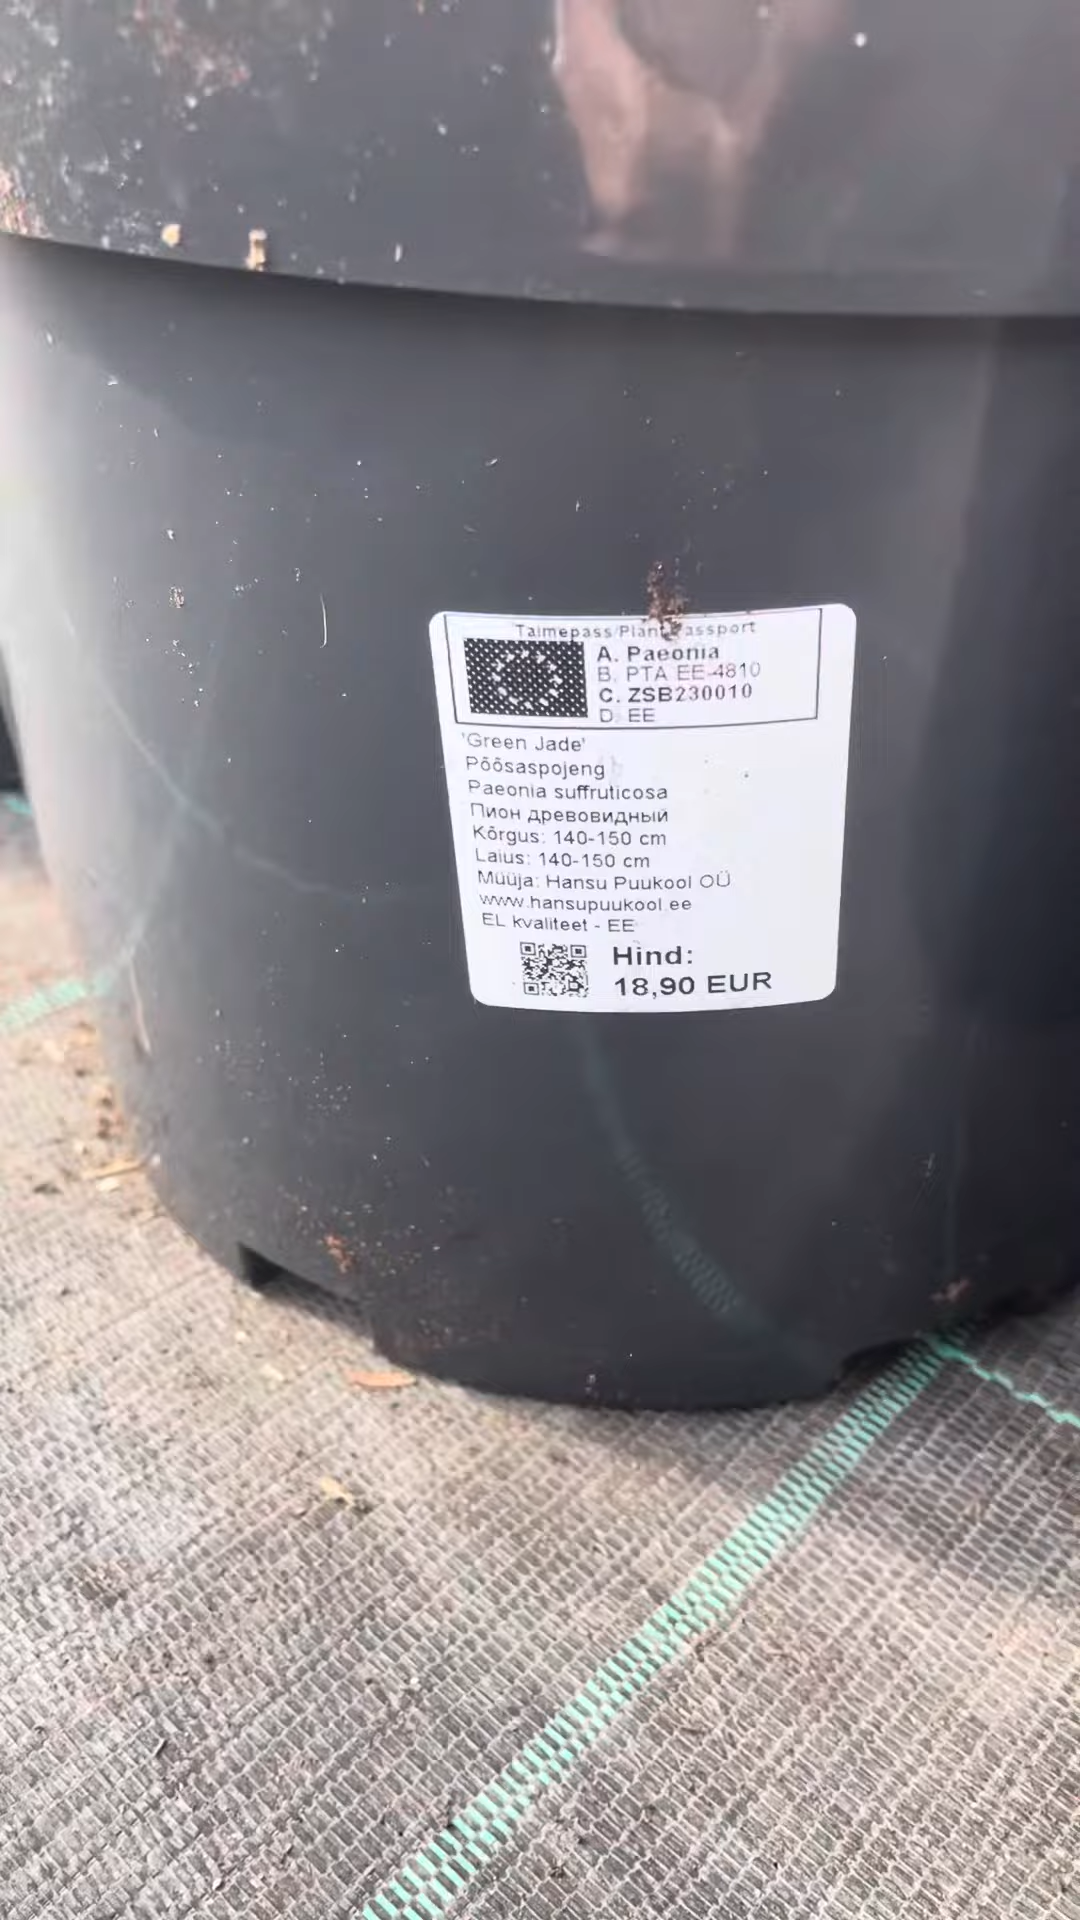 Taimepass/Plant Passport
A. Paeonia
B. PTA EE-4810
C. ZSB230010
D. EE
'Green Jade'
Põõsaspojeng
Paeonia suffruticosa
Пион древовидный
Kõrgus: 140-150 cm
Laius: 140-150 cm
Müüja: Hansu Puukool OÜ
www.hansupuukool.ee
EL kvaliteet - EE
Hind:
18,90 EUR